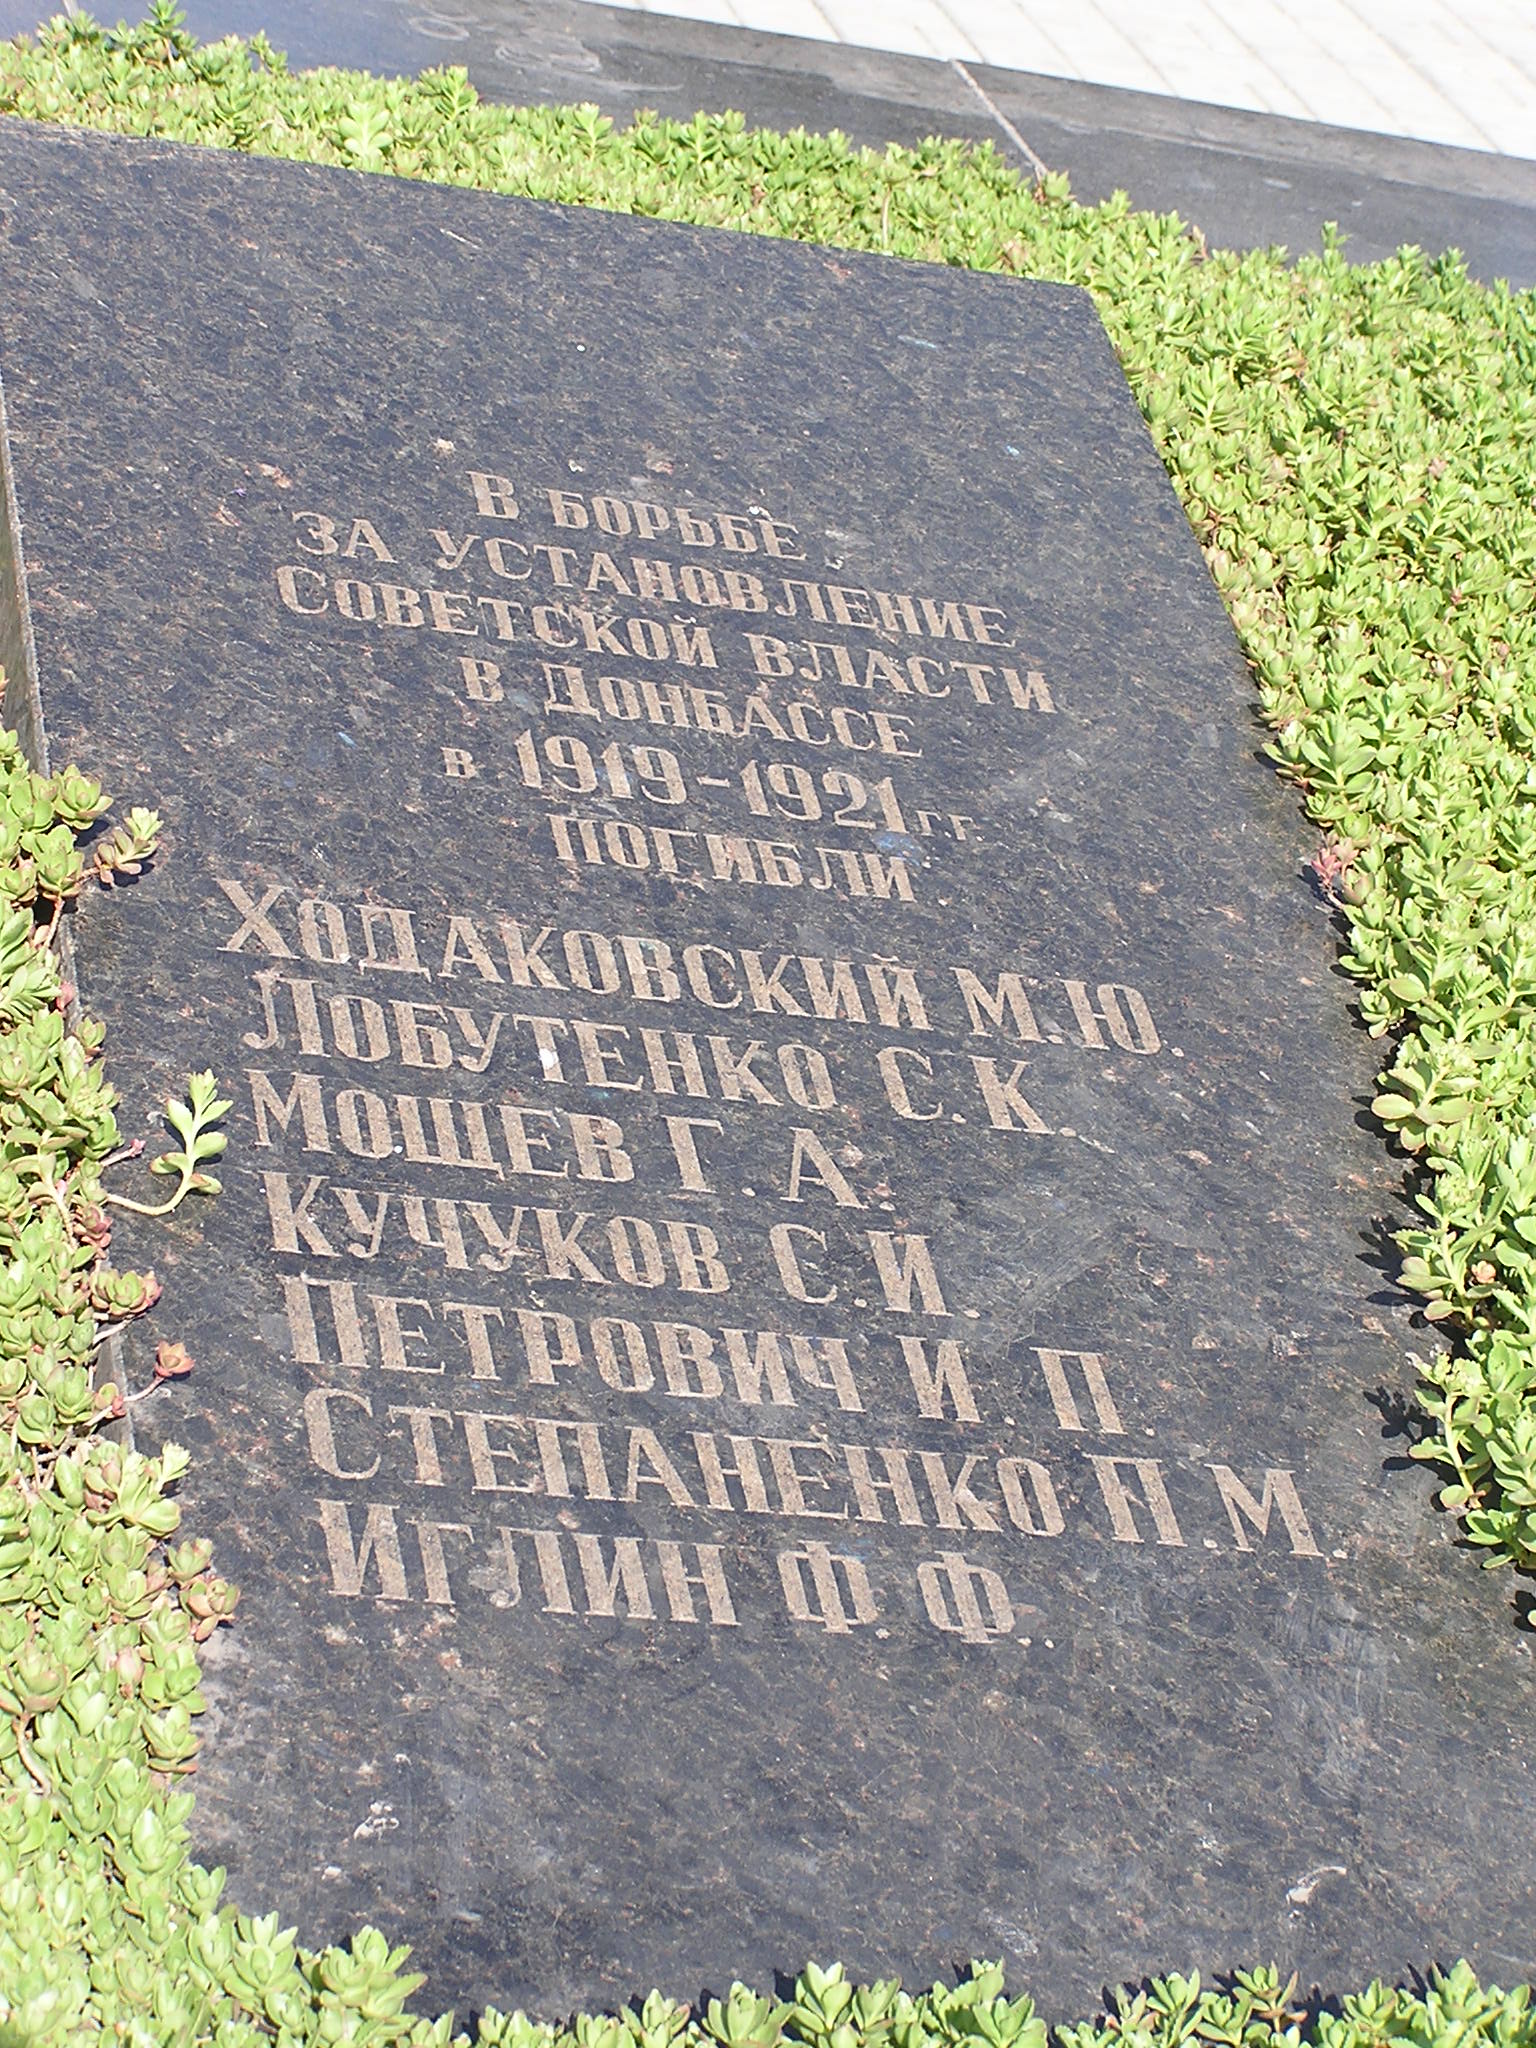 В БОРЬБЕ
ЗА УСТАНОВЛЕНИЕ
СОВЕТСКОЙ ВЛАСТИ
В ДОНБАССЕ
в 1919-1921 г.г.
ПОГИБЛИ
ХОДАКОВСКИЙ М.Ю.
ЛОБУТЕНКО С.К.
МОЩЕВ Г.А.
КУЧУКОВ С.И.
ПЕТРОВИЧ И.П.
СТЕПАНЕНКО П.М.
ИГЛИН Ф.Ф.